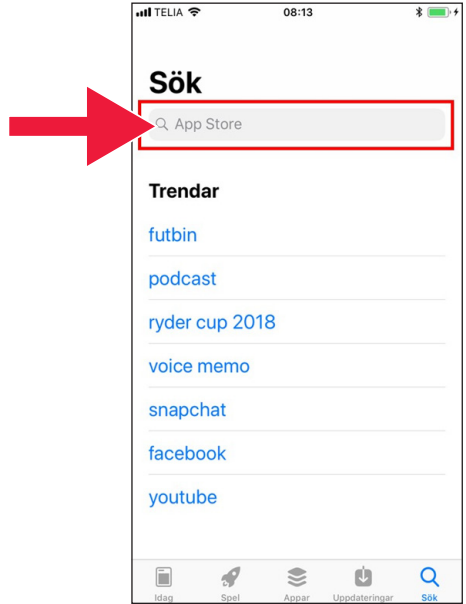 TELIA 08:13
Sök
App Store
Trendar
futbin
podcast
ryder cup 2018
voice memo
snapchat
facebook
youtube
Idag Spel Appar Uppdateringar Sök